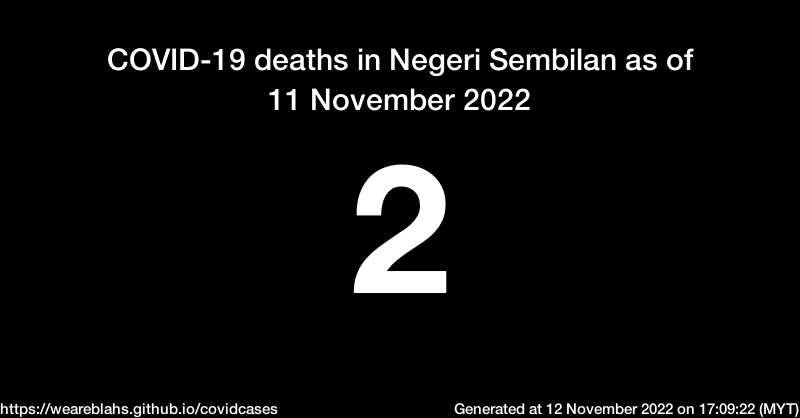 COVID-19 deaths in Negeri Sembilan as of
11 November 2022
2
https://weareblahs.github.io/covidcases
Generated at 12 November 2022 on 17:09:22 (MYT)